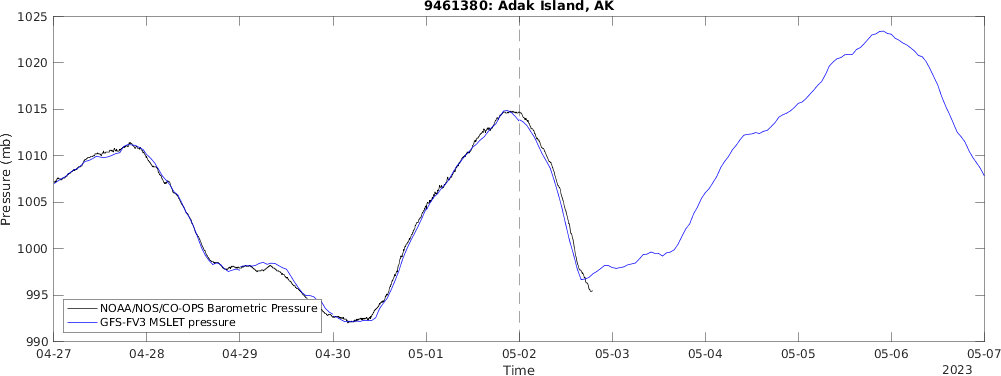 9461380: Adak Island, AK
Pressure (mb)
1025
1020
1015
1010
1005
1000
995
990
NOAA/NOS/CO-OPS Barometric Pressure
GFS-FV3 MSLET pressure
04-27 04-28 04-29 04-30 05-01 05-02 05-03 05-04 05-05 05-06 05-07
Time
2023